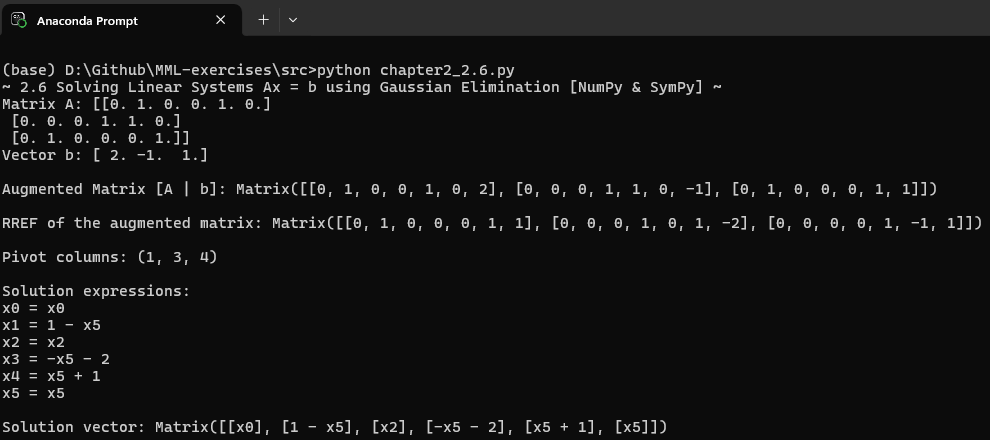 Anaconda Prompt
(base) D:\Github\MML-exercises\src>python chapter2_2.6.py
~ 2.6 Solving Linear Systems Ax = b using Gaussian Elimination [NumPy & SymPy] ~
Matrix A: [[0. 1. 0. 0. 1. 0.]
 [0. 0. 0. 1. 1. 0.]
 [0. 1. 0. 0. 0. 1.]]
Vector b: [ 2. -1.  1.]
Augmented Matrix [A | b]: Matrix([[0, 1, 0, 0, 1, 0, 2], [0, 0, 0, 1, 1, 0, -1], [0, 1, 0, 0, 0, 1, 1]])
RREF of the augmented matrix: Matrix([[0, 1, 0, 0, 0, 1, 1], [0, 0, 0, 1, 0, 1, -2], [0, 0, 0, 0, 1, -1, 1]])
Pivot columns: (1, 3, 4)
Solution expressions:
x0 = x0
x1 = 1 - x5
x2 = x2
x3 = -x5 - 2
x4 = x5 + 1
x5 = x5
Solution vector: Matrix([[x0], [1 - x5], [x2], [-x5 - 2], [x5 + 1], [x5]])